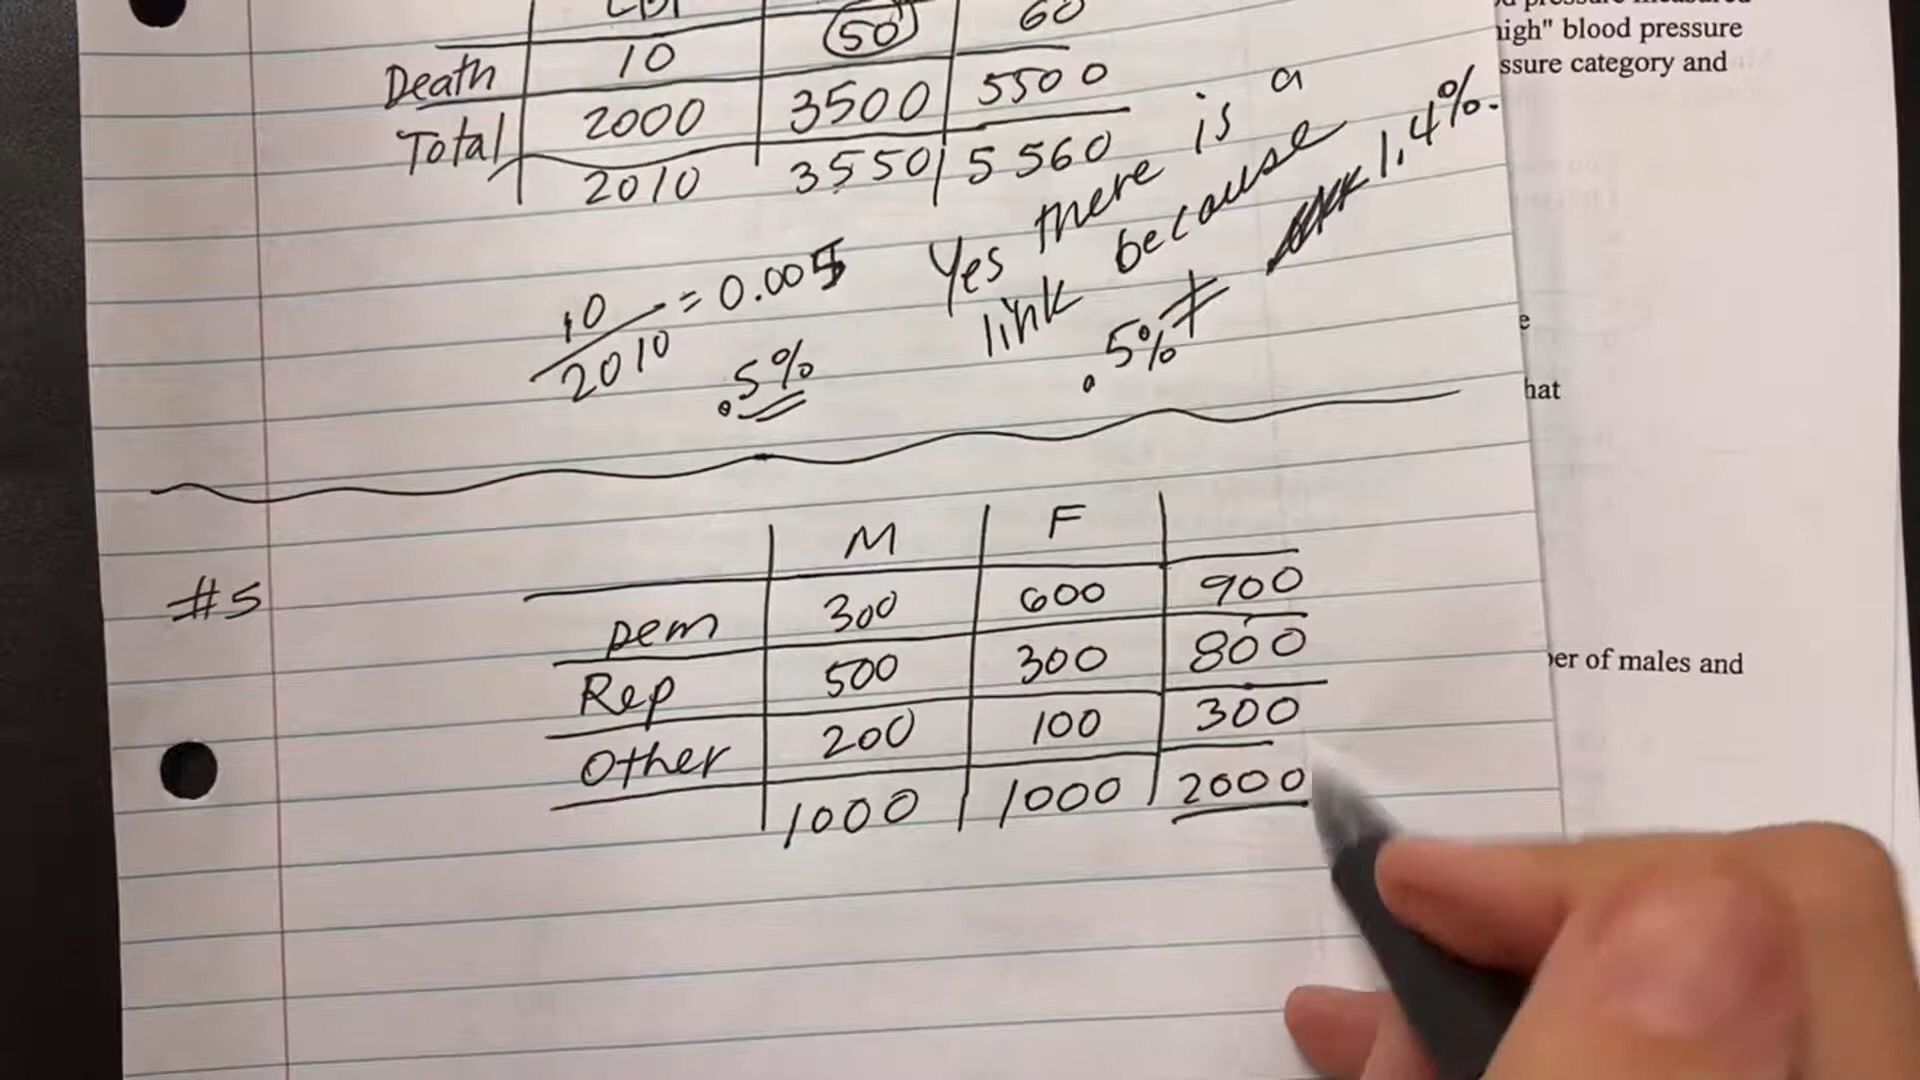 50 60
Death 10
Total 2000 3500 5500
2010 3550 5560
10/2010 = 0.005
.5%
Yes there is a
link because
.5% ≠ 1.4%.
#5
M F
Dem 300 600 900
Rep 500 300 800
Other 200 100 300
1000 1000 2000
high" blood pressure
ssure category and
e
hat
er of males and